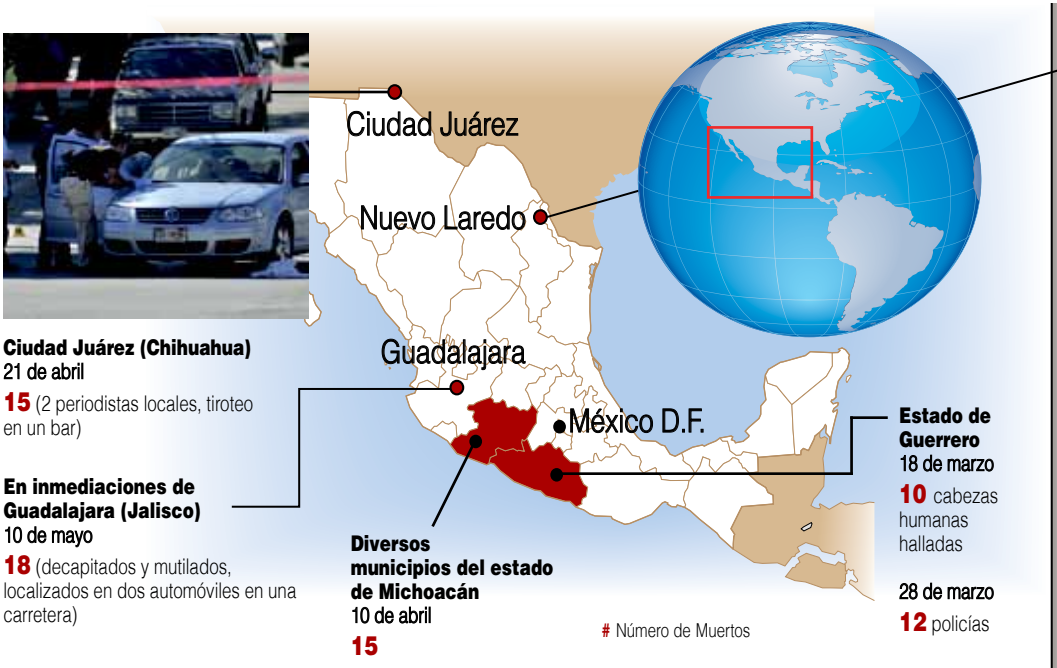 Ciudad Juárez
Nuevo Laredo
Guadalajara
México D.F.
Ciudad Juárez (Chihuahua)
21 de abril
15 (2 periodistas locales, tiroteo
en un bar)
En inmediaciones de
Guadalajara (Jalisco)
10 de mayo
18 (decapitados y mutilados,
localizados en dos automóviles en una
carretera)
Diversos
municipios del estado
de Michoacán
10 de abril
15
# Número de Muertos
Estado de
Guerrero
18 de marzo
10 cabezas
humanas
halladas
28 de marzo
12 policías